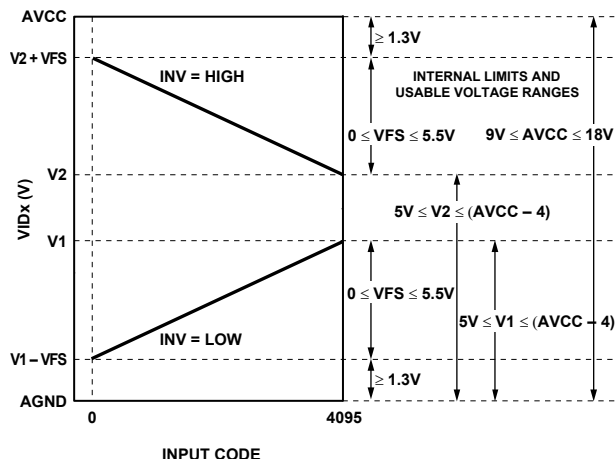 AVCC
≥ 1.3V
V2 + VFS
INV = HIGH
INTERNAL LIMITS AND
USABLE VOLTAGE RANGES
0 ≤ VFS ≤ 5.5V
9V ≤ AVCC ≤ 18V
VIDx (V)
V2
5V ≤ V2 ≤ (AVCC – 4)
V1
0 ≤ VFS ≤ 5.5V
5V ≤ V1 ≤ (AVCC – 4)
INV = LOW
V1 – VFS
≥ 1.3V
AGND
0
4095
INPUT CODE